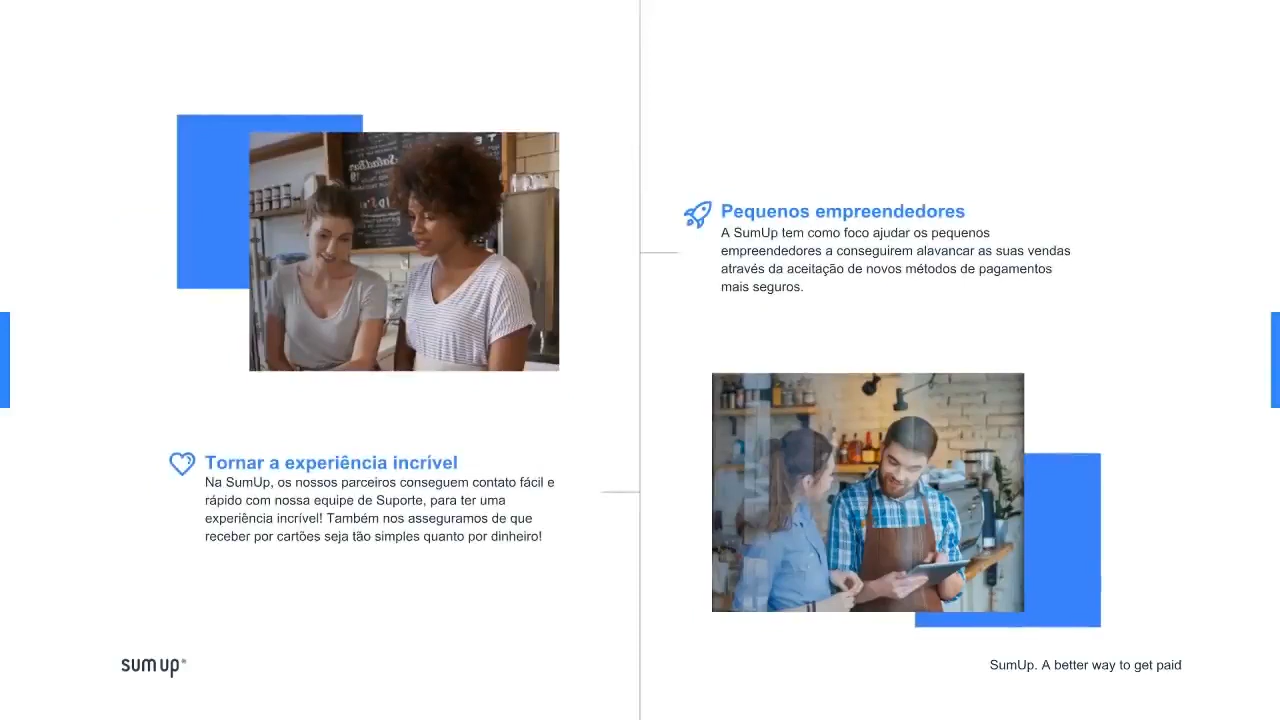 Pequenos empreendedores
A SumUp tem como foco ajudar os pequenos
empreendedores a conseguirem alavancar as suas vendas
através da aceitação de novos métodos de pagamentos
mais seguros.
Tornar a experiência incrível
Na SumUp, os nossos parceiros conseguem contato fácil e
rápido com nossa equipe de Suporte, para ter uma
experiência incrível! Também nos asseguramos de que
receber por cartões seja tão simples quanto por dinheiro!
sumup
SumUp. A better way to get paid